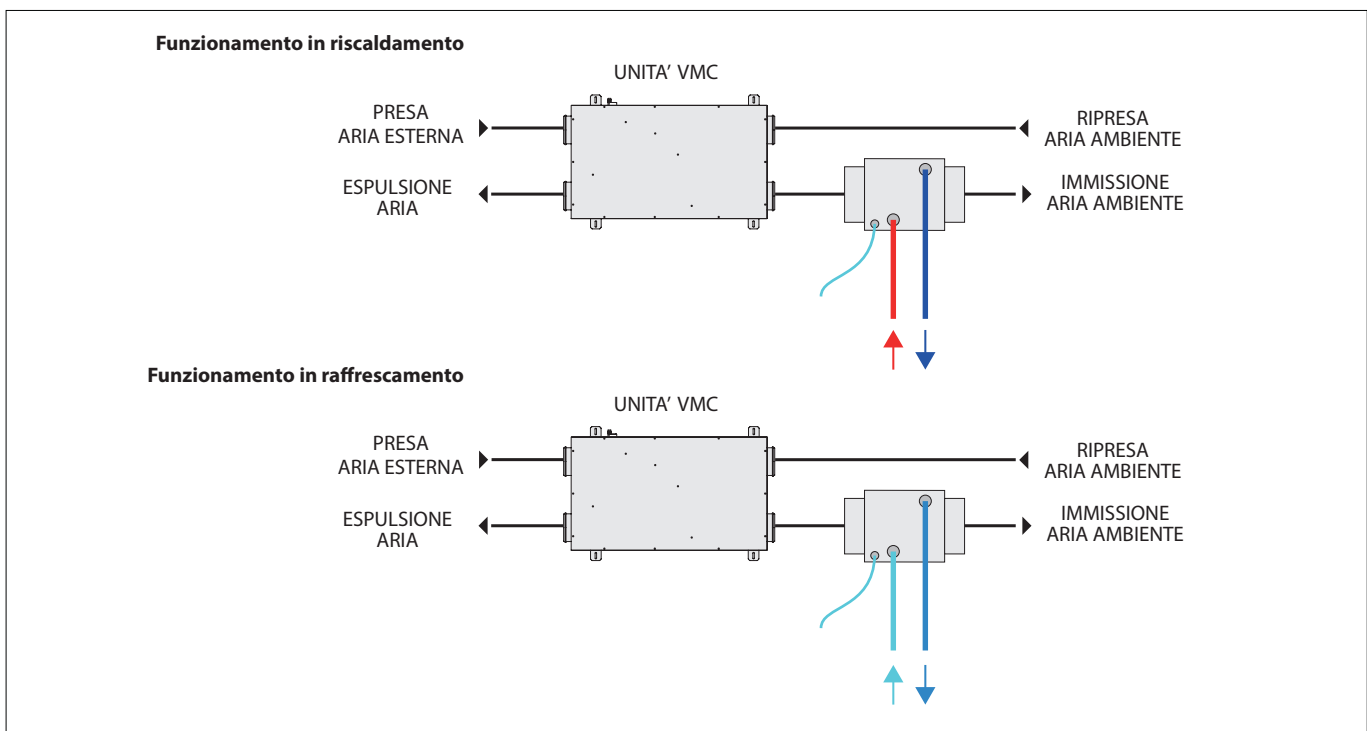 Funzionamento in riscaldamento
UNITA' VMC
PRESA
ARIA ESTERNA
RIPRESA
ARIA AMBIENTE
ESPULSIONE
ARIA
IMMISSIONE
ARIA AMBIENTE
Funzionamento in raffrescamento
UNITA' VMC
PRESA
ARIA ESTERNA
RIPRESA
ARIA AMBIENTE
ESPULSIONE
ARIA
IMMISSIONE
ARIA AMBIENTE